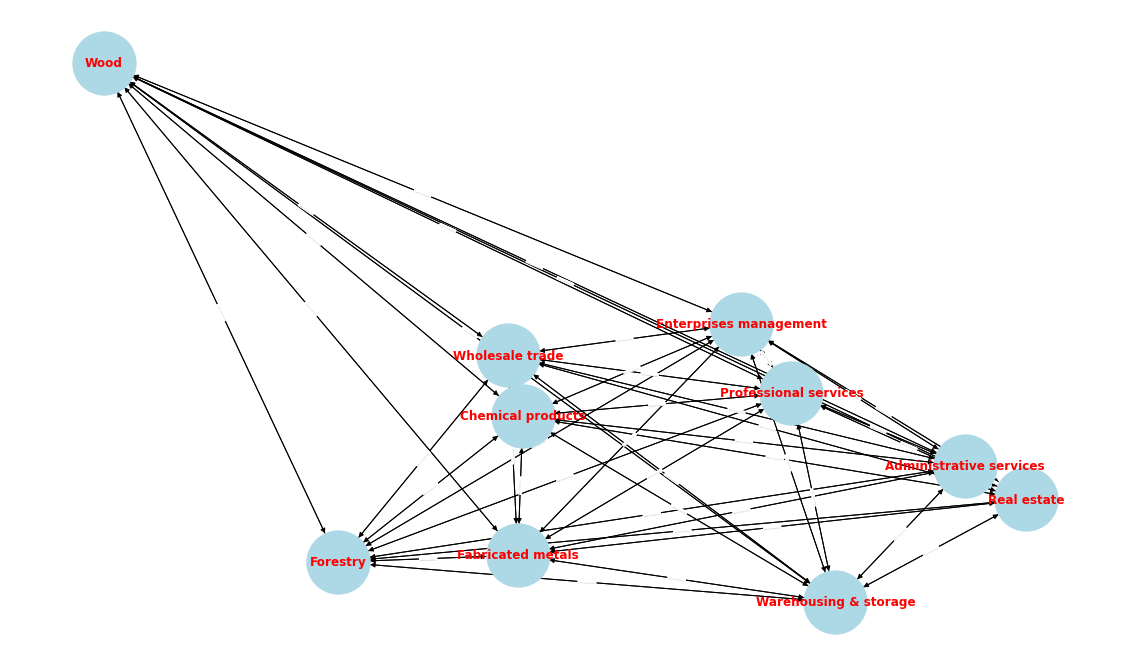 Wood
Enterprises management
Wholesale trade
Professional services
Chemical products
Administrative services
Real estate
Fabricated metals
Forestry
Warehousing & storage